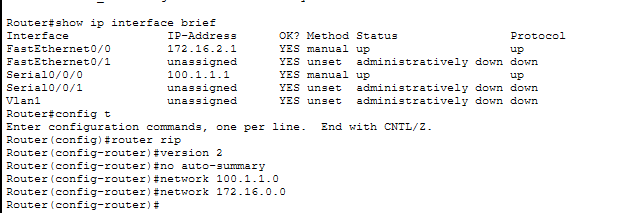 Router#show ip interface brief
Interface              IP-Address      OK? Method Status                Protocol
FastEthernet0/0        172.16.2.1      YES manual up                    up
FastEthernet0/1        unassigned      YES unset  administratively down down
Serial0/0/0            100.1.1.1       YES manual up                    up
Serial0/0/1            unassigned      YES unset  administratively down down
Vlan1                  unassigned      YES unset  administratively down down
Router#config t
Enter configuration commands, one per line.  End with CNTL/Z.
Router(config)#router rip
Router(config-router)#version 2
Router(config-router)#no auto-summary
Router(config-router)#network 100.1.1.0
Router(config-router)#network 172.16.0.0
Router(config-router)#